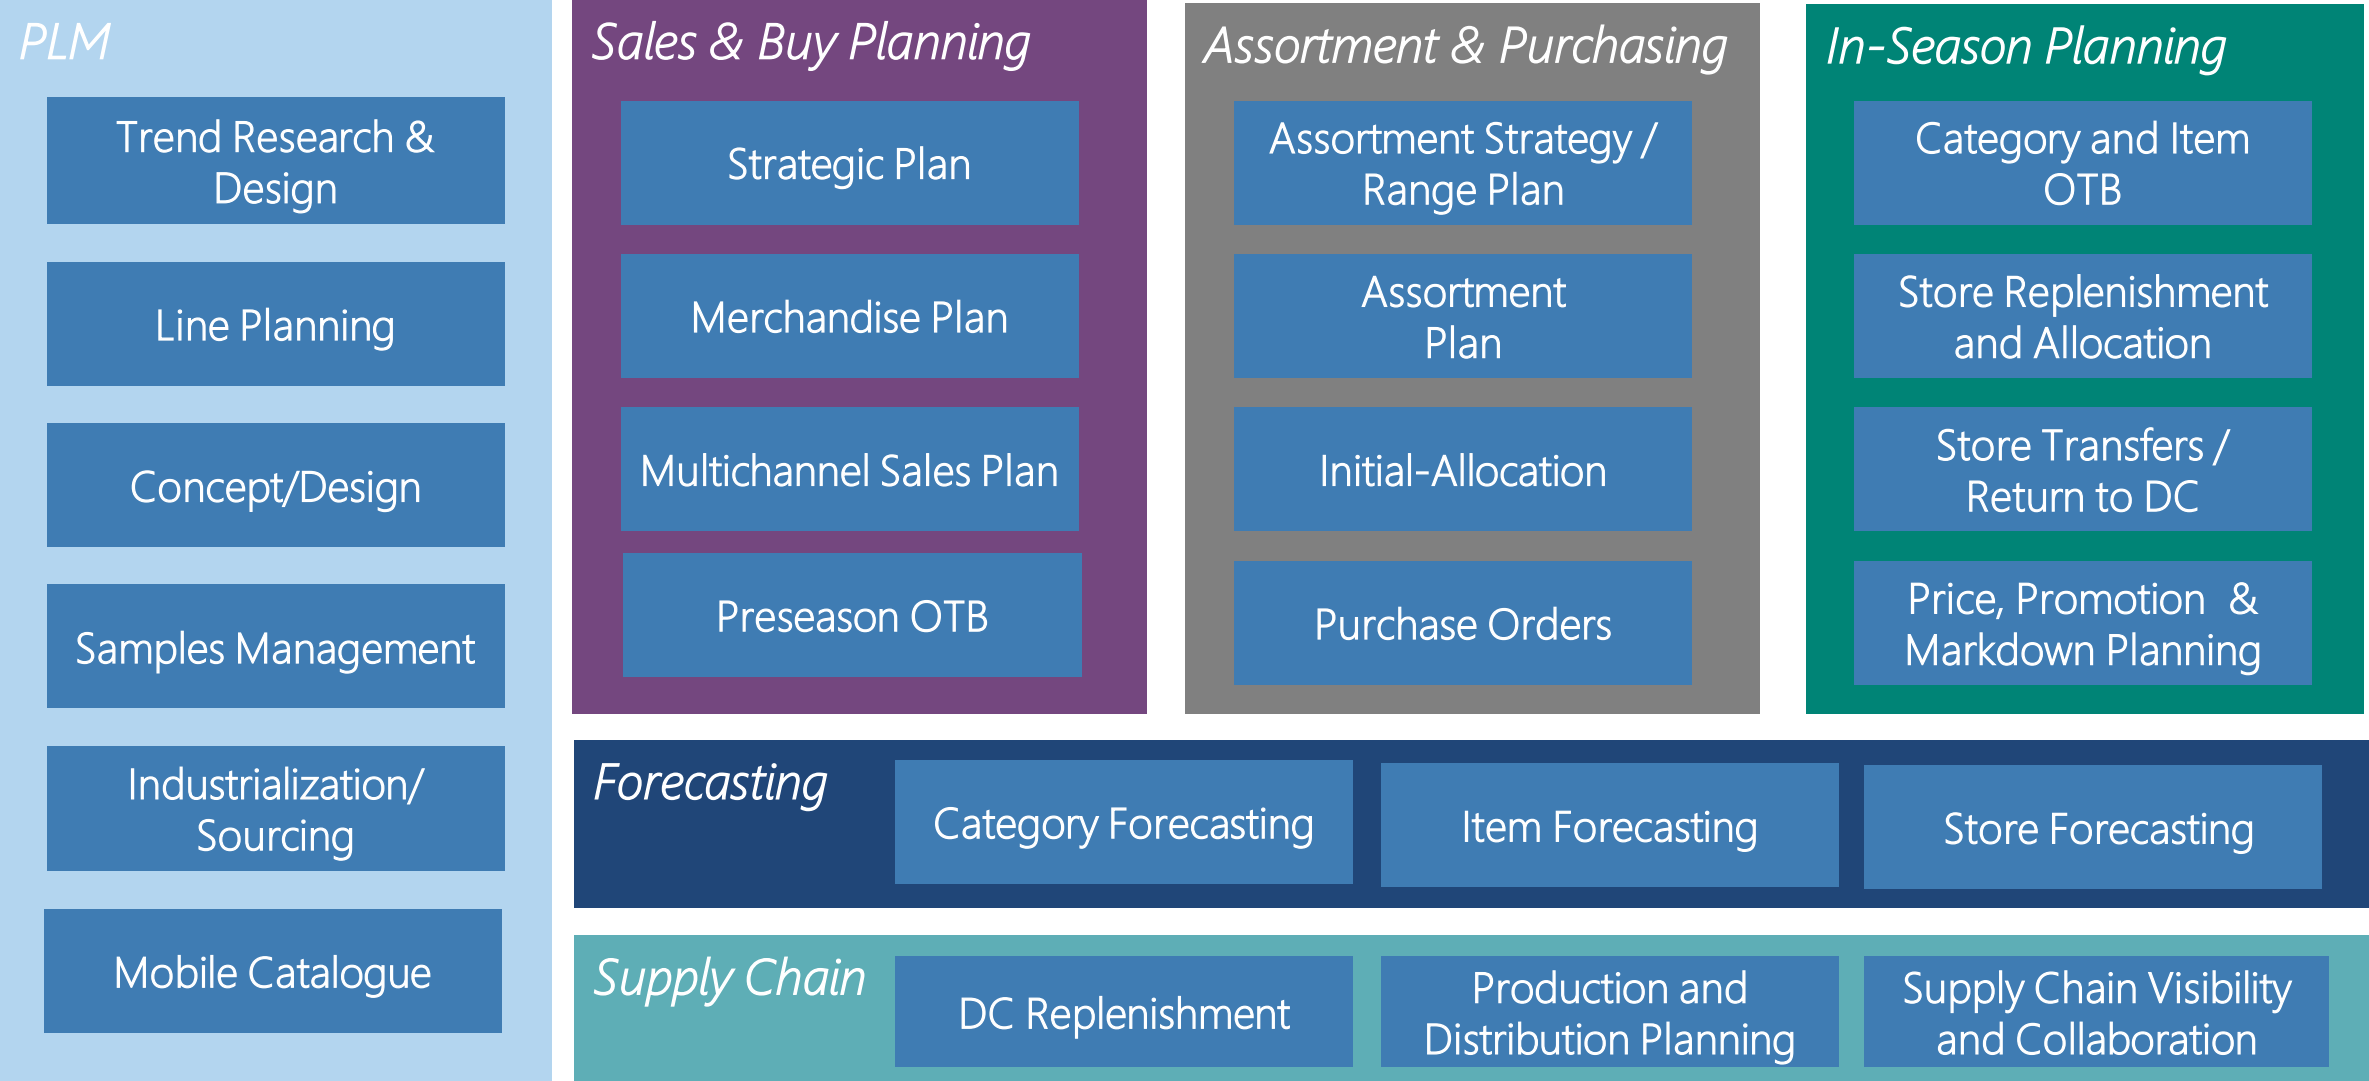 PLM
Trend Research &
Design
Line Planning
Concept/Design
Samples Management
Industrialization/
Sourcing
Mobile Catalogue
Sales & Buy Planning
Strategic Plan
Merchandise Plan
Multichannel Sales Plan
Preseason OTB
Assortment & Purchasing
Assortment Strategy /
Range Plan
Assortment
Plan
Initial-Allocation
Purchase Orders
In-Season Planning
Category and Item
OTB
Store Replenishment
and Allocation
Store Transfers /
Return to DC
Price, Promotion  &
Markdown Planning
Forecasting
Category Forecasting
Item Forecasting
Store Forecasting
Supply Chain
DC Replenishment
Production and
Distribution Planning
Supply Chain Visibility
and Collaboration